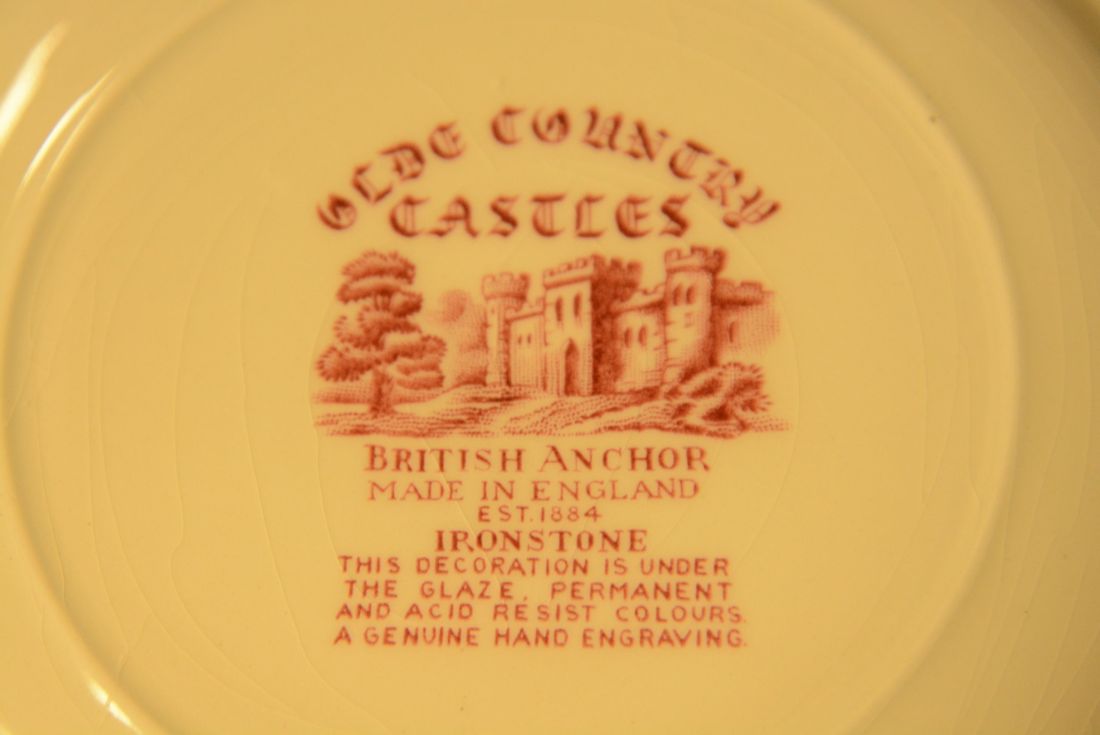 OLDE COUNTRY
CASTLES
BRITISH ANCHOR
MADE IN ENGLAND
EST. 1884
IRONSTONE
THIS DECORATION IS UNDER
THE GLAZE, PERMANENT
AND ACID RESIST COLOURS.
A GENUINE HAND ENGRAVING.